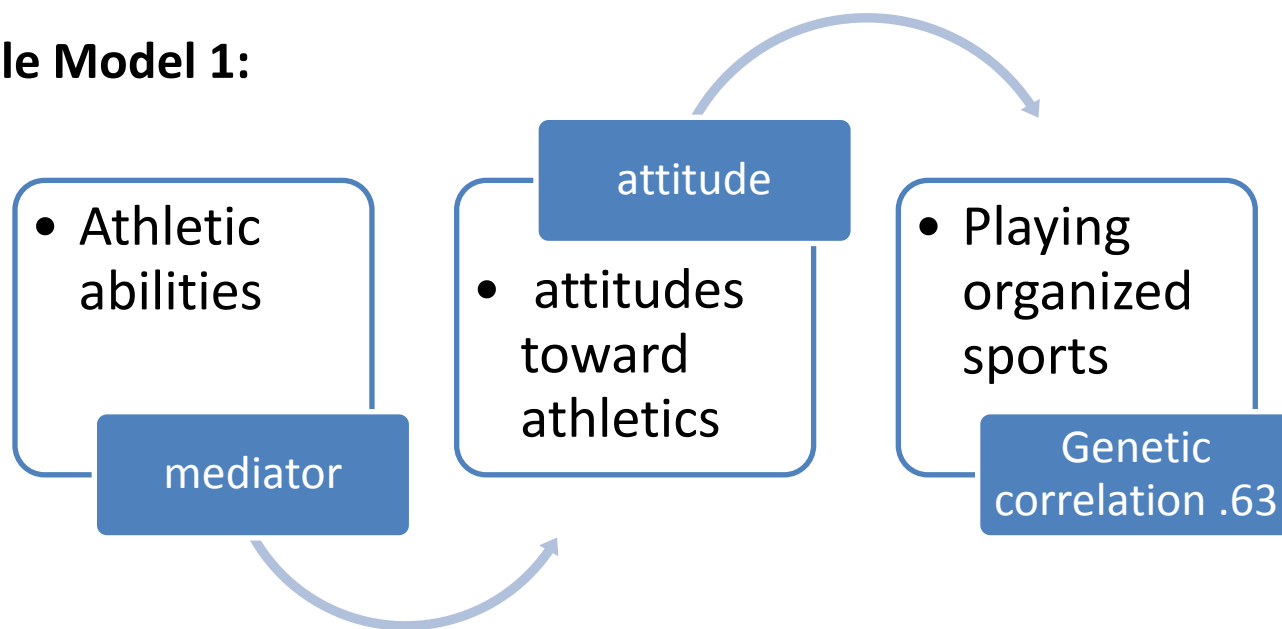 le Model 1:
• Athletic
abilities
mediator
attitude
• attitudes
toward
athletics
• Playing
organized
sports
Genetic
correlation .63